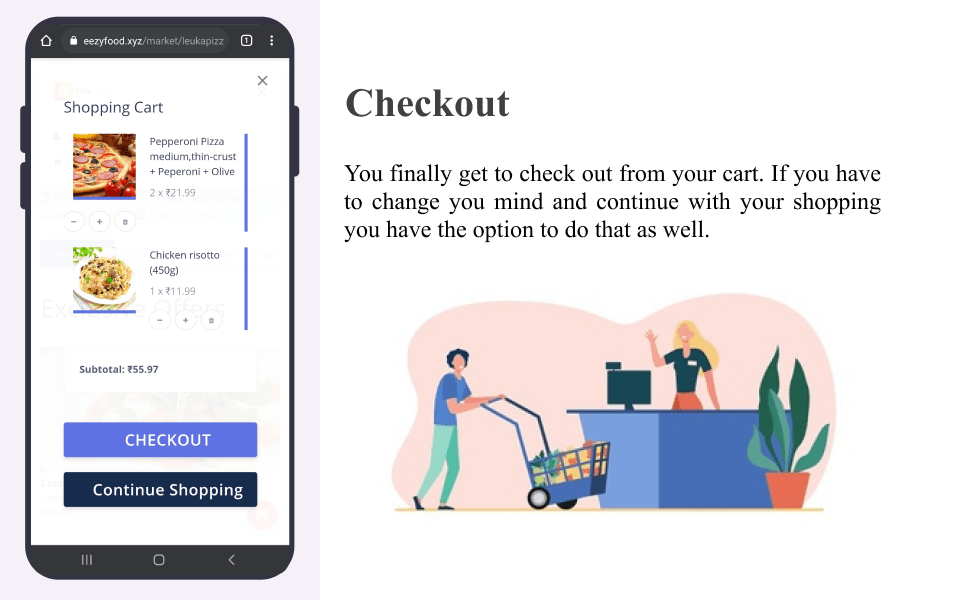 eezyfood.xyz/market/leukapizz
1
Shopping Cart
Pepperoni Pizza
medium,thin-crust
+ Pepperoni + Olive
2 x ₹21.99
Chicken risotto
(450g)
1 x ₹11.99
Exclusive Offers
Subtotal: ₹55.97
CHECKOUT
Continue Shopping
Checkout
You finally get to check out from your cart. If you have
to change you mind and continue with your shopping
you have the option to do that as well.